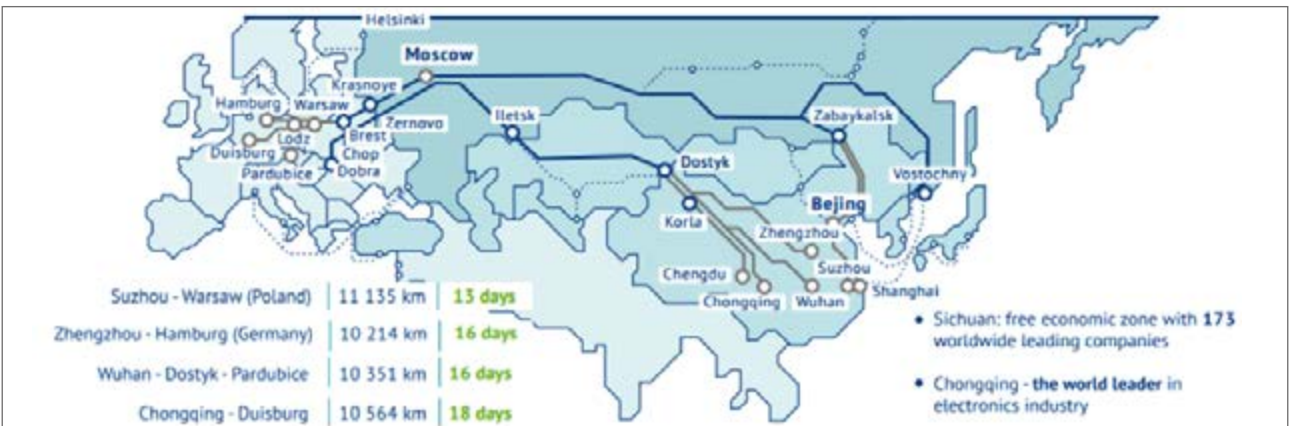 Helsinki
Moscow
Krasnoye
Hamburg
Warsaw
Zernovo
Iletsk
Zabaykalsk
Lodz
Brest
Duisburg
Chop
Dostyk
Pardubice
Dobra
Vostochny
Bejing
Korla
Zhengzhou
Chengdu
Suzhou
Chongqing
Wuhan
Shanghai
Suzhou - Warsaw (Poland) 11 135 km 13 days
Zhengzhou - Hamburg (Germany) 10 214 km 16 days
Wuhan - Dostyk - Pardubice 10 351 km 16 days
Chongqing - Duisburg 10 564 km 18 days
• Sichuan: free economic zone with 173
worldwide leading companies
• Chongqing - the world leader in
electronics industry